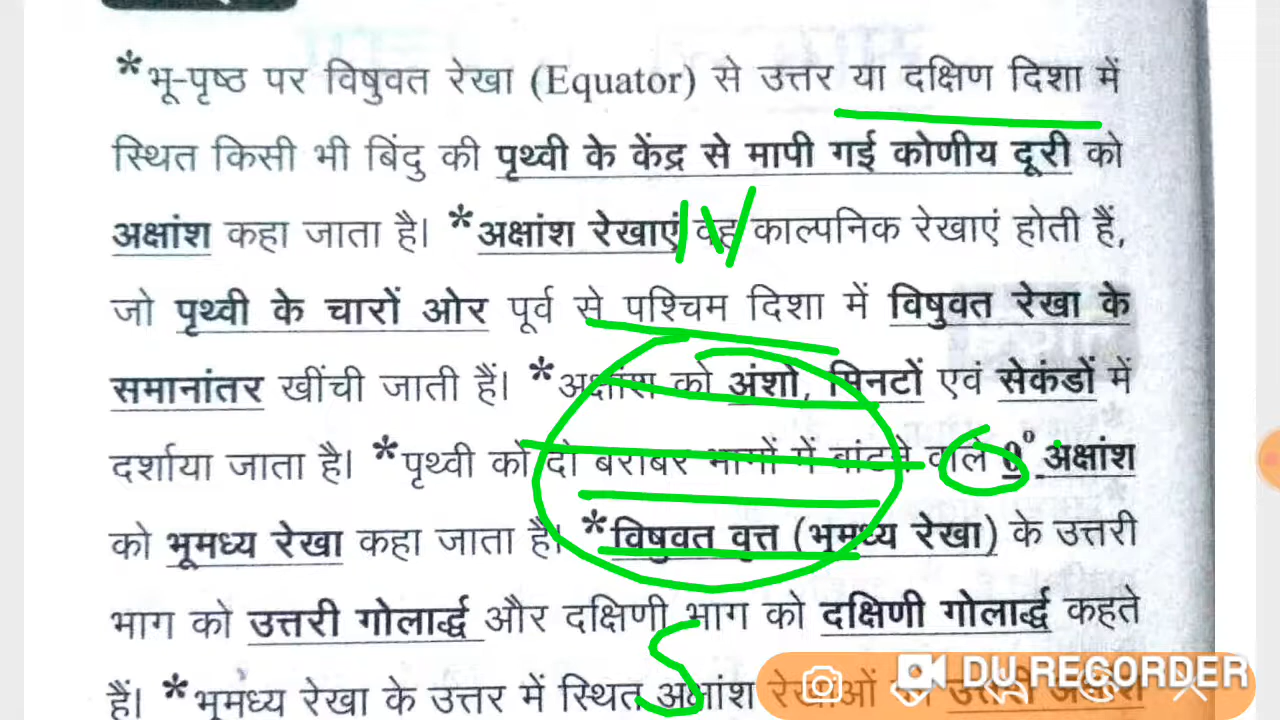 *भू-पृष्ठ पर विषुवत रेखा (Equator) से उत्तर या दक्षिण दिशा में
स्थित किसी भी बिंदु की पृथ्वी के केंद्र से मापी गई कोणीय दूरी को
अक्षांश कहा जाता है। *अक्षांश रेखाएं वह काल्पनिक रेखाएं होती हैं,
N
जो पृथ्वी के चारों ओर पूर्व से पश्चिम दिशा में विषुवत रेखा के
समानांतर खींची जाती हैं। *अक्षांस को अंशों, मिनटों एवं सेकंडों में
दर्शाया जाता है। *पृथ्वी को दो बराबर भागों में बांटने वाले 0° अक्षांश
को भूमध्य रेखा कहा जाता है। *विषुवत वृत्त (भूमध्य रेखा) के उत्तरी
भाग को उत्तरी गोलार्द्ध और दक्षिणी भाग को दक्षिणी गोलार्द्ध कहते
S
हैं। *भूमध्य रेखा के उत्तर में स्थित अक्षांश रेखाओं उत्तरी
DU RECORDER